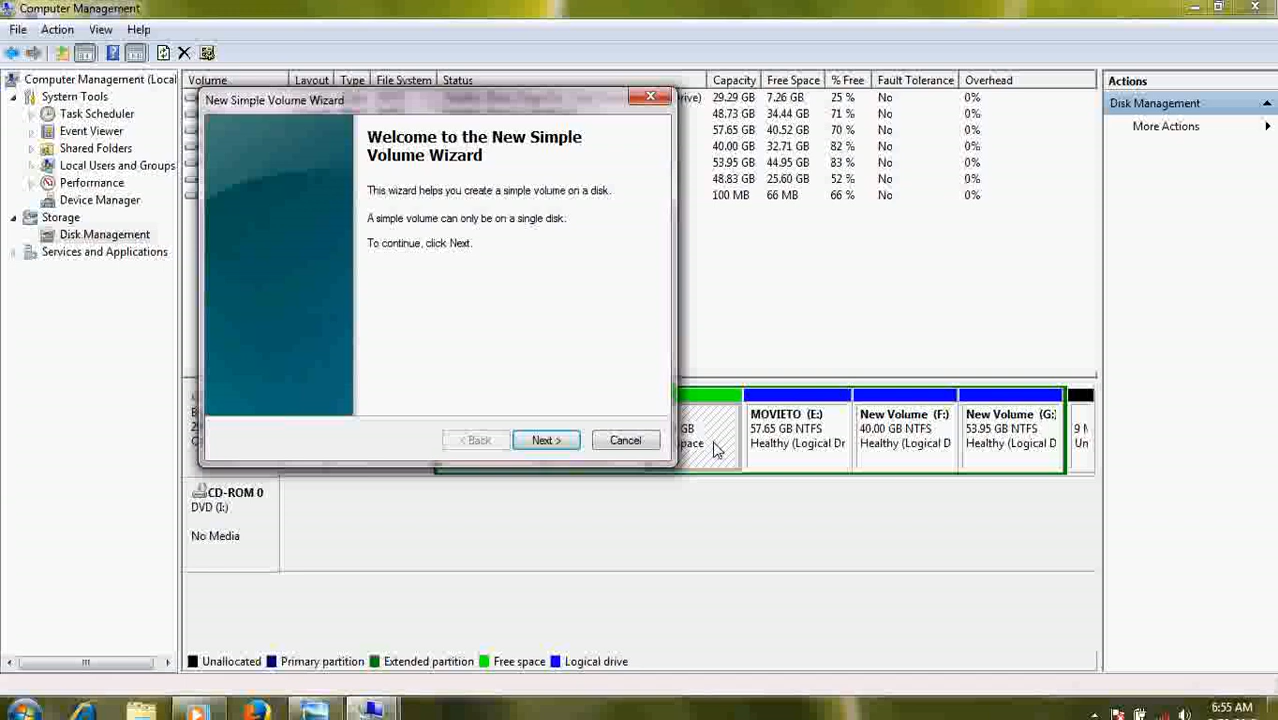 Computer Management
File Action View Help
Computer Management (Local
System Tools
Task Scheduler
Event Viewer
Shared Folders
Local Users and Groups
Performance
Device Manager
Storage
Disk Management
Services and Applications
Volume Layout Type File System Status Capacity Free Space % Free Fault Tolerance Overhead
rive) 29.29 GB 7.26 GB 25 % No 0%
48.73 GB 34.44 GB 71 % No 0%
57.65 GB 40.52 GB 70 % No 0%
40.00 GB 32.71 GB 82 % No 0%
53.95 GB 44.95 GB 83 % No 0%
48.83 GB 25.60 GB 52 % No 0%
100 MB 66 MB 66 % No 0%
Actions
Disk Management
More Actions
New Simple Volume Wizard
Welcome to the New Simple
Volume Wizard
This wizard helps you create a simple volume on a disk.
A simple volume can only be on a single disk.
To continue, click Next.
< Back Next > Cancel
GB
pace
MOVIETO (E:)
57.65 GB NTFS
Healthy (Logical Dr
New Volume (F:)
40.00 GB NTFS
Healthy (Logical D
New Volume (G:
53.95 GB NTFS
Healthy (Logical D
9 M
Un
CD-ROM 0
DVD (I:)
No Media
Unallocated Primary partition Extended partition Free space Logical drive
6:55 AM